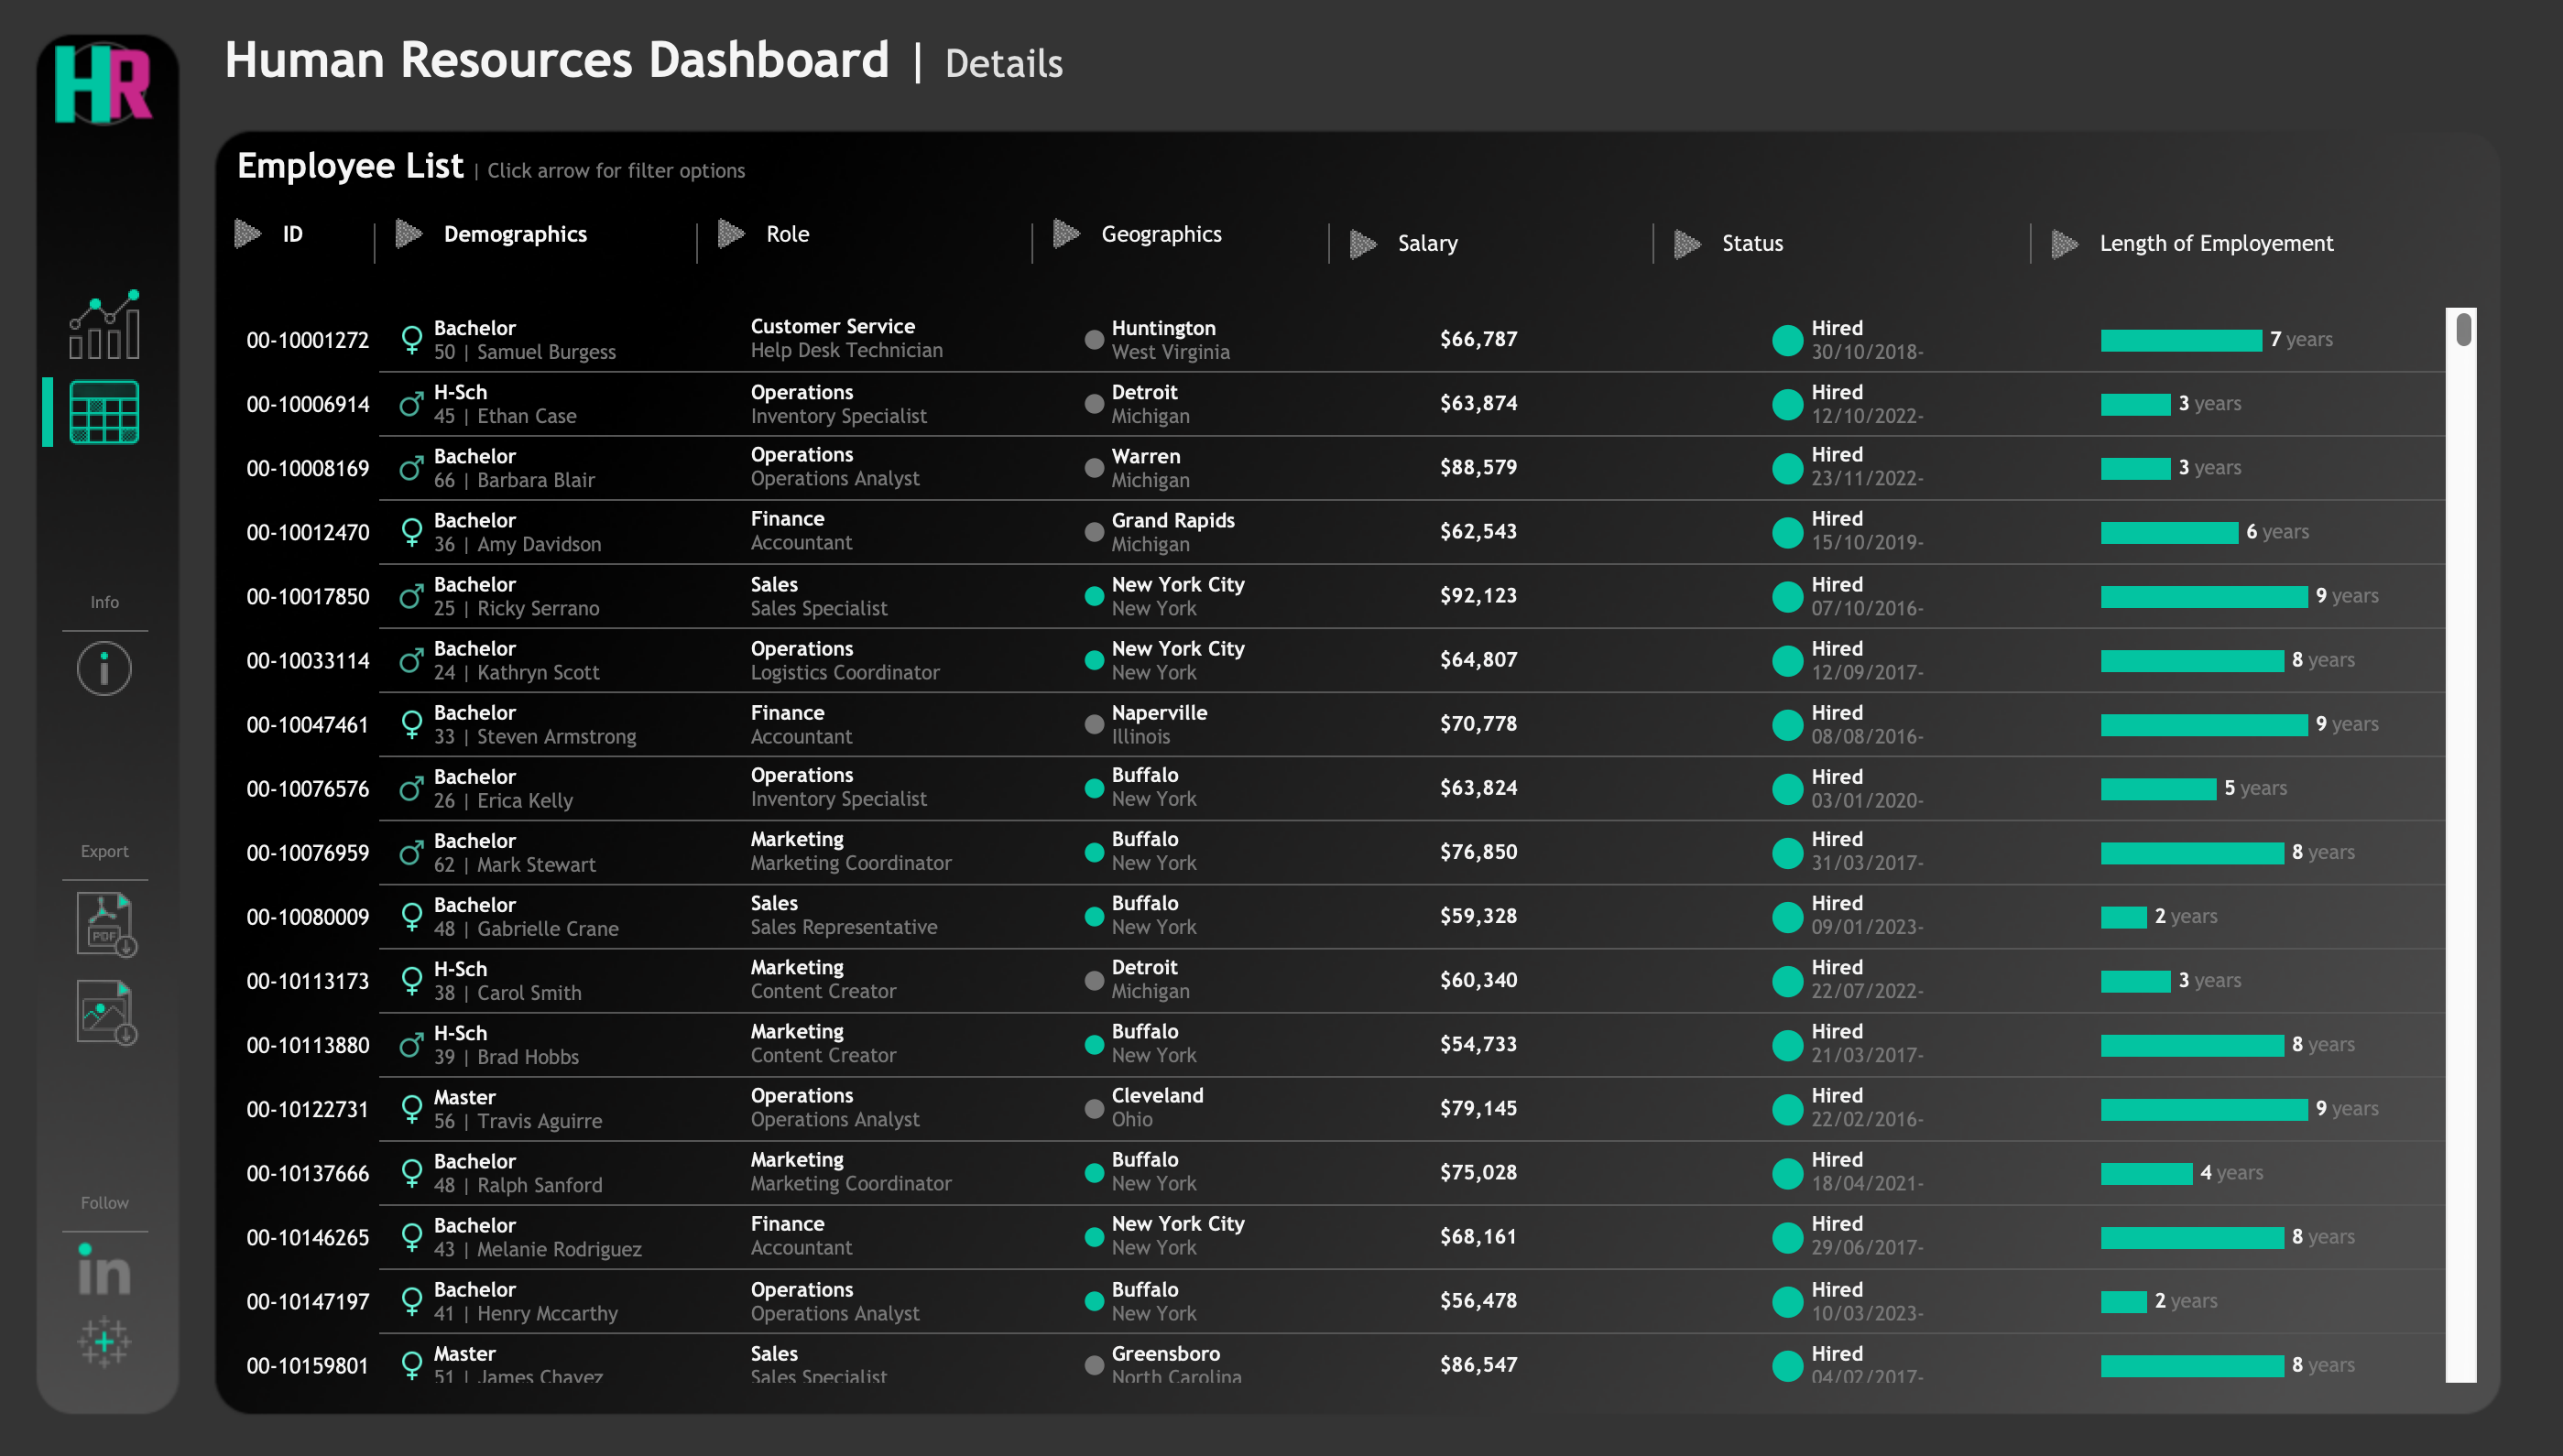 HR
Human Resources Dashboard | Details
Employee List | Click arrow for filter options
ID Demographics Role Geographics Salary Status Length of Employement
00-10001272 Bachelor Customer Service Huntington $66,787 Hired 7 years
50 | Samuel Burgess Help Desk Technician West Virginia 30/10/2018-
00-10006914 H-Sch Operations Detroit $63,874 Hired 3 years
45 | Ethan Case Inventory Specialist Michigan 12/10/2022-
00-10008169 Bachelor Operations Warren $88,579 Hired 3 years
66 | Barbara Blair Operations Analyst Michigan 23/11/2022-
00-10012470 Bachelor Finance Grand Rapids $62,543 Hired 6 years
36 | Amy Davidson Accountant Michigan 15/10/2019-
00-10017850 Bachelor Sales New York City $92,123 Hired 9 years
25 | Ricky Serrano Sales Specialist New York 07/10/2016-
00-10033114 Bachelor Operations New York City $64,807 Hired 8 years
24 | Kathryn Scott Logistics Coordinator New York 12/09/2017-
00-10047461 Bachelor Finance Naperville $70,778 Hired 9 years
33 | Steven Armstrong Accountant Illinois 08/08/2016-
00-10076576 Bachelor Operations Buffalo $63,824 Hired 5 years
26 | Erica Kelly Inventory Specialist New York 03/01/2020-
00-10076959 Bachelor Marketing Buffalo $76,850 Hired 8 years
62 | Mark Stewart Marketing Coordinator New York 31/03/2017-
00-10080009 Bachelor Sales Buffalo $59,328 Hired 2 years
48 | Gabrielle Crane Sales Representative New York 09/01/2023-
00-10113173 H-Sch Marketing Detroit $60,340 Hired 3 years
38 | Carol Smith Content Creator Michigan 22/07/2022-
00-10113880 H-Sch Marketing Buffalo $54,733 Hired 8 years
39 | Brad Hobbs Content Creator New York 21/03/2017-
00-10122731 Master Operations Cleveland $79,145 Hired 9 years
56 | Travis Aguirre Operations Analyst Ohio 22/02/2016-
00-10137666 Bachelor Marketing Buffalo $75,028 Hired 4 years
48 | Ralph Sanford Marketing Coordinator New York 18/04/2021-
00-10146265 Bachelor Finance New York City $68,161 Hired 8 years
43 | Melanie Rodriguez Accountant New York 29/06/2017-
00-10147197 Bachelor Operations Buffalo $56,478 Hired 2 years
41 | Henry Mccarthy Operations Analyst New York 10/03/2023-
00-10159801 Master Sales Greensboro $86,547 Hired 8 years
51 | James Chavez Sales Specialist North Carolina 04/02/2017-
Info
i
Export
PDF
Follow
in